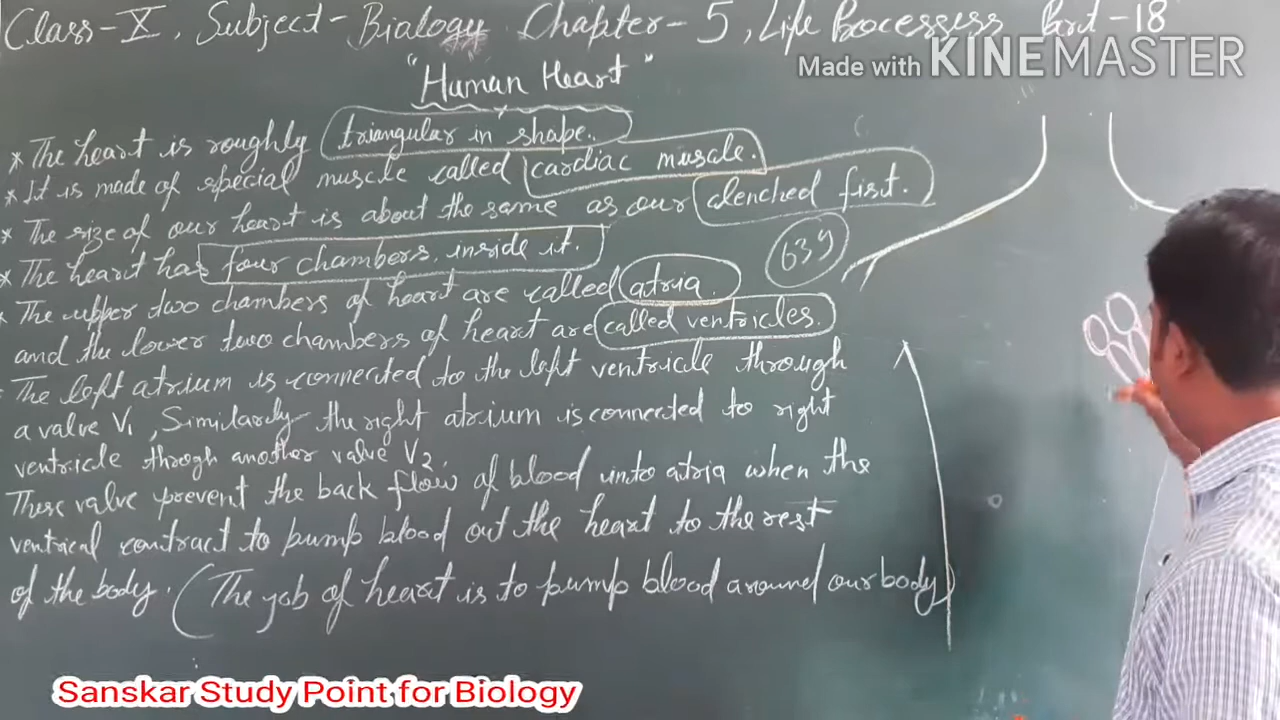 Class-X, Subject-Biology Chapter-5, Life Processess Part-18
Made with KINEMASTER
"Human Heart"
* The heart is roughly triangular in shape.
* It is made of special muscle called cardiac muscle.
* The size of our heart is about the same as our clenched fist.
* The heart has four chambers inside it.
* The upper two chambers of heart are called atria.
and the lower two chambers of heart are called ventricles
The left atrium is connected to the left ventricle through
a valve V1, Similarly the right atrium is connected to right
ventricle through another valve V2.
These valve prevent the back flow of blood into atria when the
ventrical contract to pump blood out the heart to the rest
of the body. (The job of heart is to pump blood around our body)
Sanskar Study Point for Biology